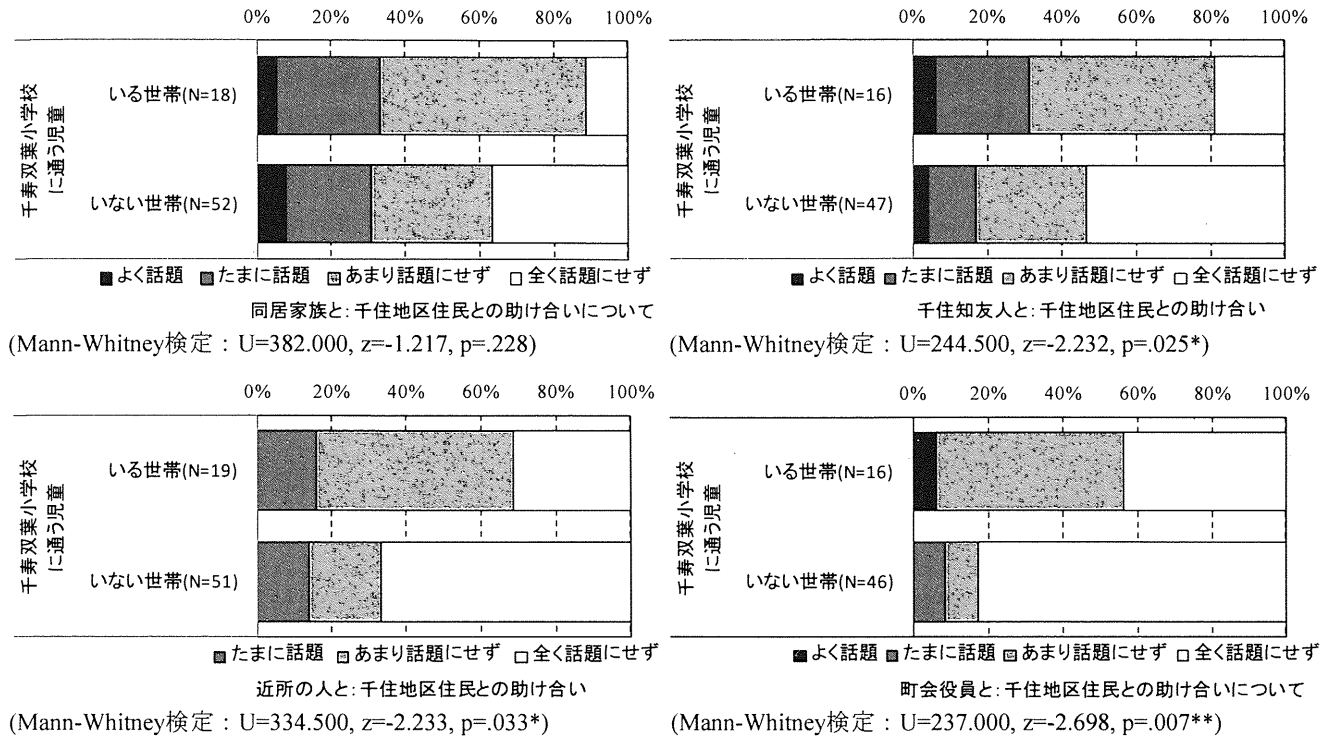 0% 20% 40% 60% 80% 100%
千寿双葉小学校
に通う児童
いる世帯(N=18)
いない世帯(N=52)
■よく話題 ■たまに話題 □あまり話題にせず □全く話題にせず
同居家族と:千住地区住民との助け合いについて
(Mann-Whitney検定：U=382.000, z=-1.217, p=.228)
0% 20% 40% 60% 80% 100%
千寿双葉小学校
に通う児童
いる世帯(N=16)
いない世帯(N=47)
■よく話題 ■たまに話題 □あまり話題にせず □全く話題にせず
千住知友人と:千住地区住民との助け合い
(Mann-Whitney検定：U=244.500, z=-2.232, p=.025*)
0% 20% 40% 60% 80% 100%
千寿双葉小学校
に通う児童
いる世帯(N=19)
いない世帯(N=51)
■たまに話題 □あまり話題にせず □全く話題にせず
近所の人と:千住地区住民との助け合い
(Mann-Whitney検定：U=334.500, z=-2.233, p=.033*)
0% 20% 40% 60% 80% 100%
千寿双葉小学校
に通う児童
いる世帯(N=16)
いない世帯(N=46)
■よく話題 ■たまに話題 □あまり話題にせず □全く話題にせず
町会役員と:千住地区住民との助け合いについて
(Mann-Whitney検定：U=237.000, z=-2.698, p=.007**)